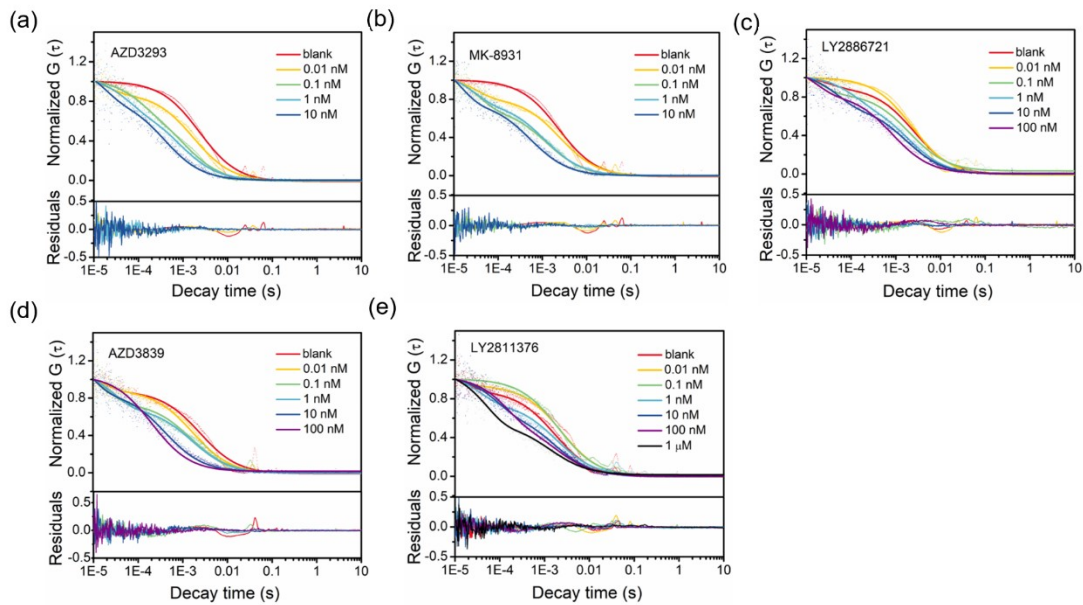 (a)
AZD3293
blank
0.01 nM
0.1 nM
1 nM
10 nM
Normalized G (τ)
1.2
0.8
0.4
0.0
Residuals
0.5
0.0
-0.5
1E-5 1E-4 1E-3 0.01 0.1 1 10
Decay time (s)
(b)
MK-8931
blank
0.01 nM
0.1 nM
1 nM
10 nM
Normalized G (τ)
1.2
0.8
0.4
0.0
Residuals
0.5
0.0
-0.5
1E-5 1E-4 1E-3 0.01 0.1 1 10
Decay time (s)
(c)
LY2886721
blank
0.01 nM
0.1 nM
1 nM
10 nM
100 nM
Normalized G (τ)
1.2
0.8
0.4
0.0
Residuals
0.5
0.0
-0.5
1E-5 1E-4 1E-3 0.01 0.1 1 10
Decay time (s)
(d)
AZD3839
blank
0.01 nM
0.1 nM
1 nM
10 nM
100 nM
Normalized G (τ)
1.2
0.8
0.4
0.0
Residuals
0.5
0.0
-0.5
1E-5 1E-4 1E-3 0.01 0.1 1 10
Decay time (s)
(e)
LY2811376
blank
0.01 nM
0.1 nM
1 nM
10 nM
100 nM
1 μM
Normalized G (τ)
1.2
0.8
0.4
0.0
Residuals
0.5
0.0
-0.5
1E-5 1E-4 1E-3 0.01 0.1 1 10
Decay time (s)